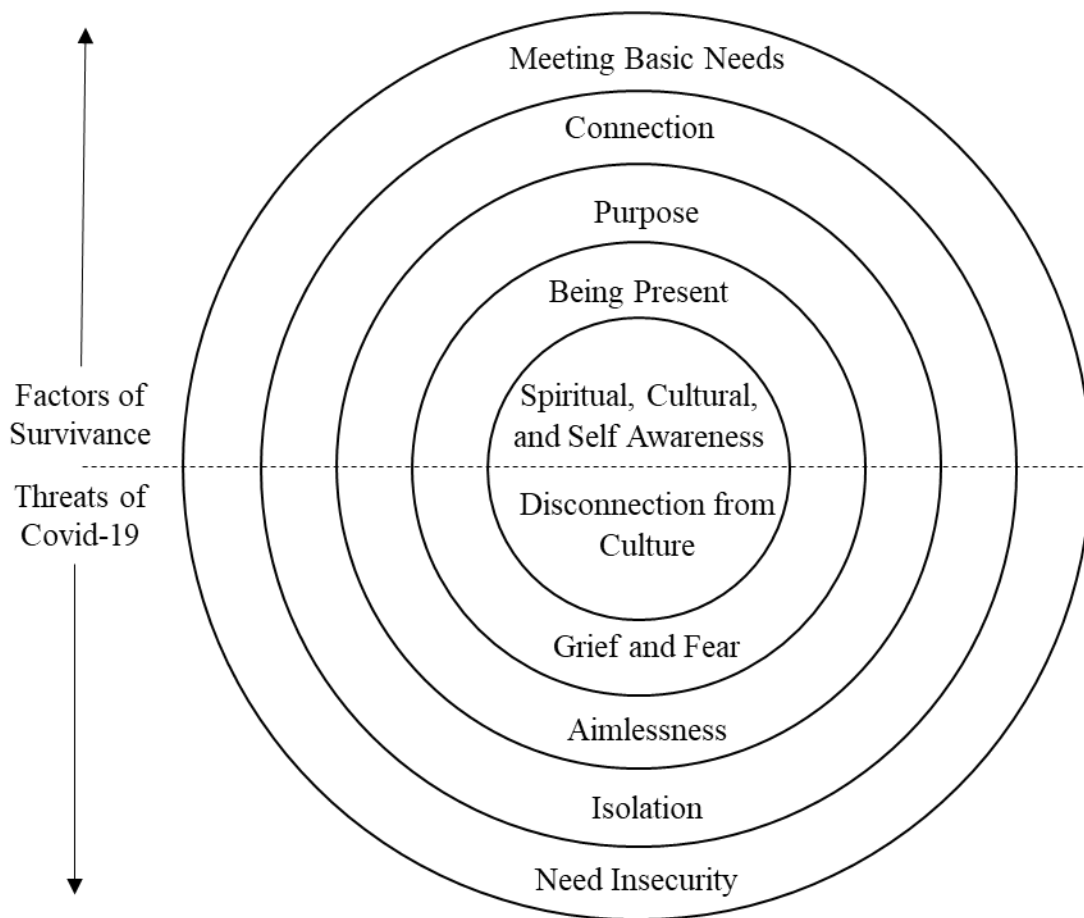 Meeting Basic Needs
Connection
Purpose
Being Present
Spiritual, Cultural,
and Self Awareness
Factors of
Survivance
Threats of
Covid-19
Disconnection from
Culture
Grief and Fear
Aimlessness
Isolation
Need Insecurity